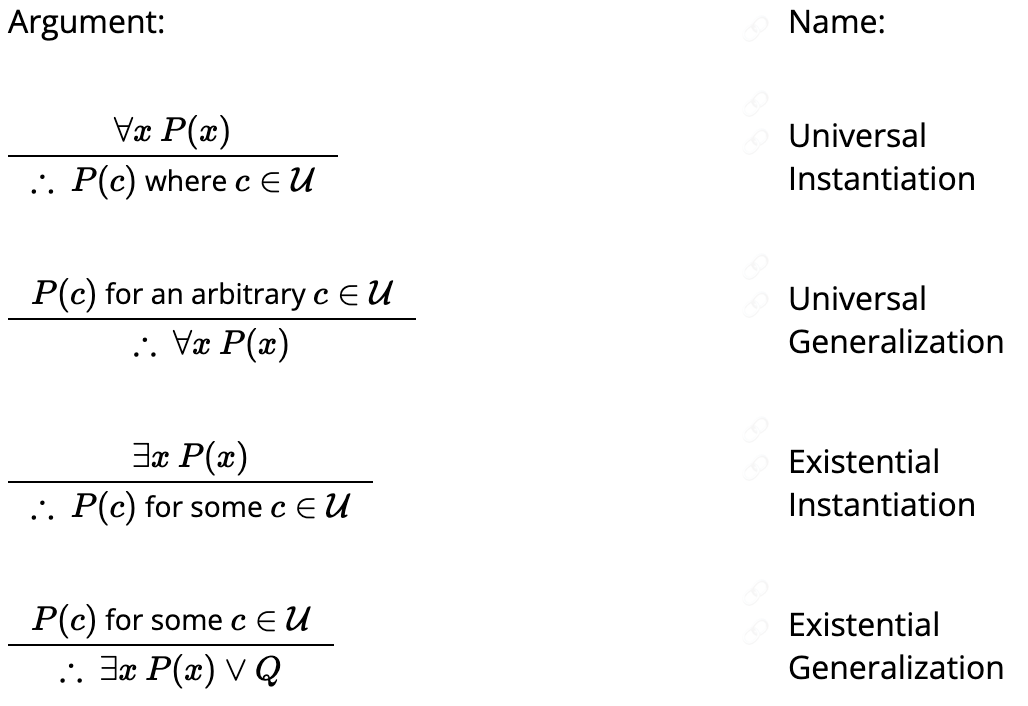 Argument: Name:
∀x P(x)
∴ P(c) where c ∈ 𝒰
Universal
Instantiation
P(c) for an arbitrary c ∈ 𝒰
∴ ∀x P(x)
Universal
Generalization
∃x P(x)
∴ P(c) for some c ∈ 𝒰
Existential
Instantiation
P(c) for some c ∈ 𝒰
∴ ∃x P(x) ∨ Q
Existential
Generalization